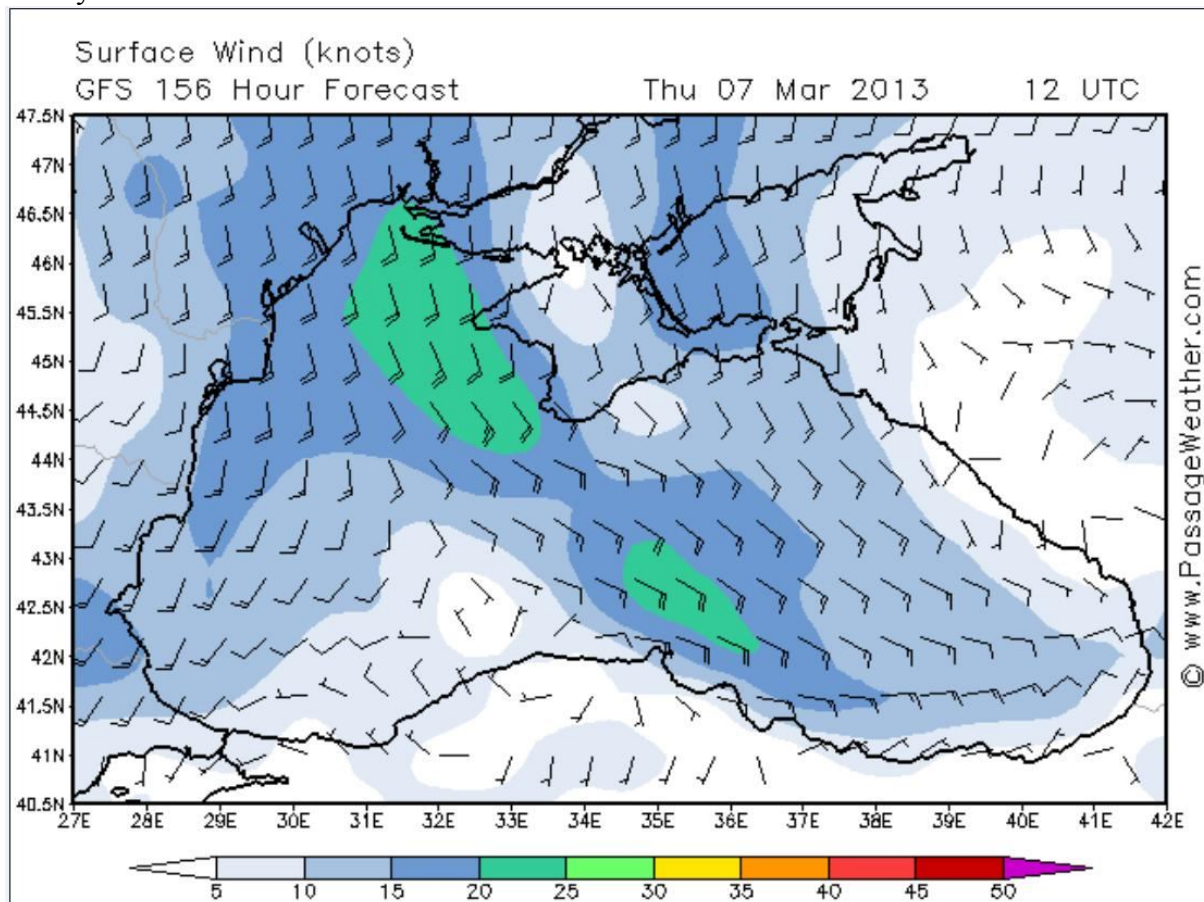 Surface Wind (knots)
GFS 156 Hour Forecast Thu 07 Mar 2013 12 UTC
47.5N
47N
46.5N
46N
45.5N
45N
44.5N
44N
43.5N
43N
42.5N
42N
41.5N
41N
40.5N
27E 28E 29E 30E 31E 32E 33E 34E 35E 36E 37E 38E 39E 40E 41E 42E
5 10 15 20 25 30 35 40 45 50
© www.PassageWeather.com